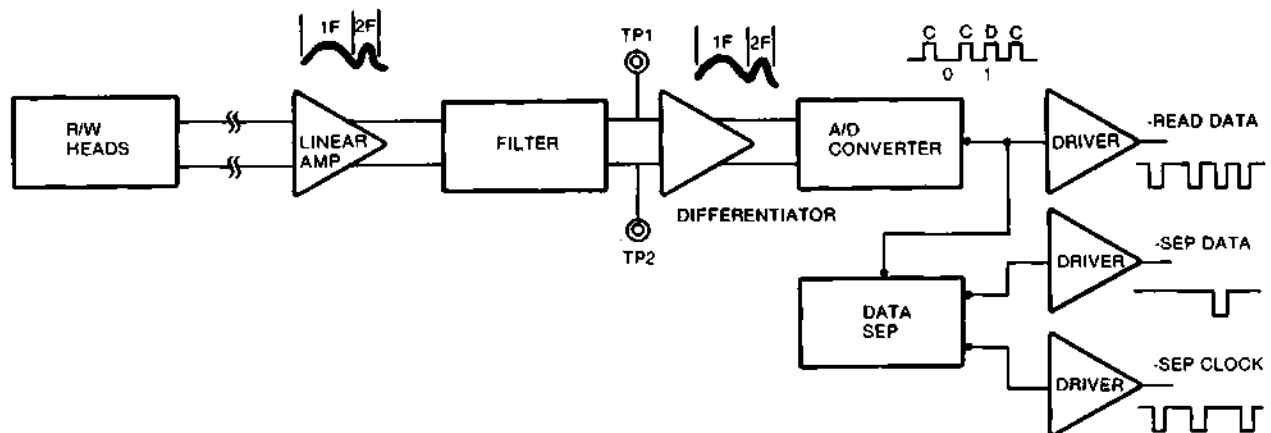 1F 2F
TP1
1F 2F
C C D C
0 1
R/W
HEADS
LINEAR
AMP
FILTER
A/D
CONVERTER
DRIVER
-READ DATA
DIFFERENTIATOR
TP2
DATA
SEP
DRIVER
-SEP DATA
DRIVER
-SEP CLOCK